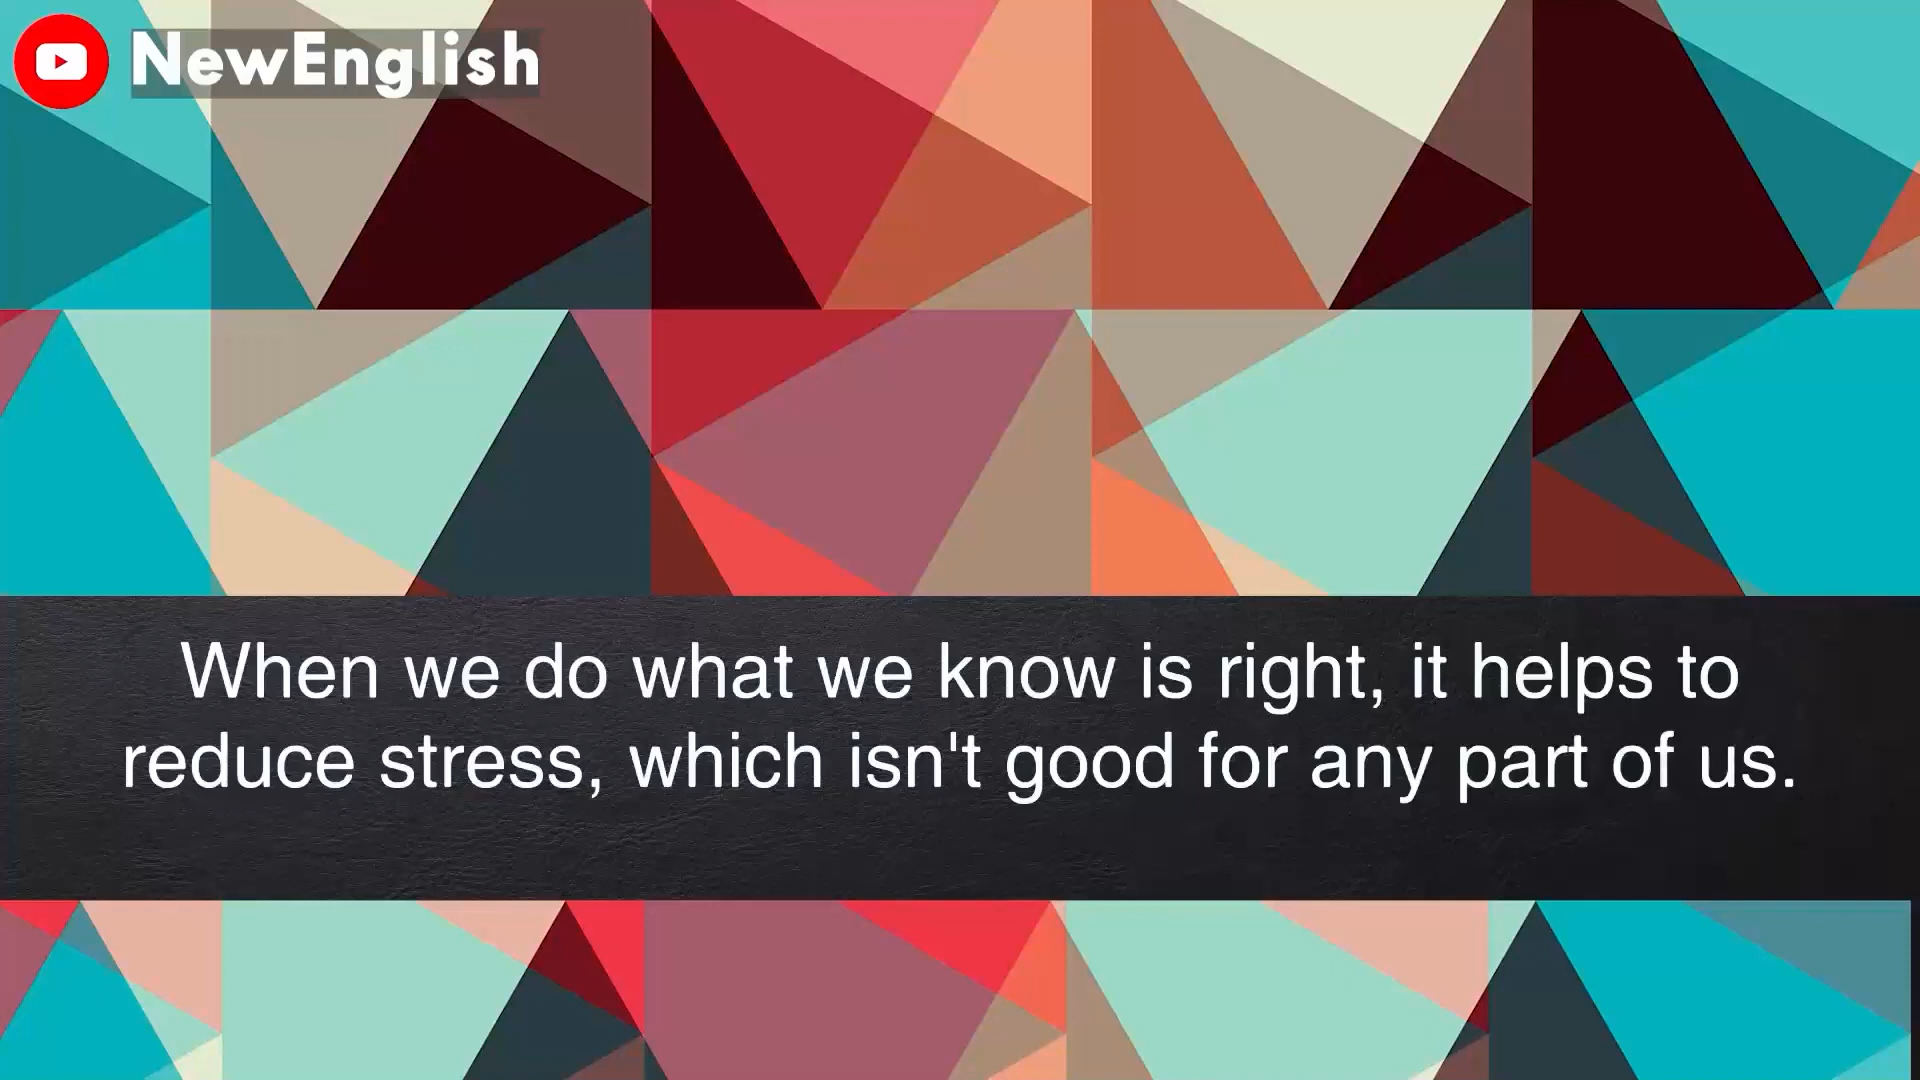 NewEnglish
When we do what we know is right, it helps to
reduce stress, which isn't good for any part of us.